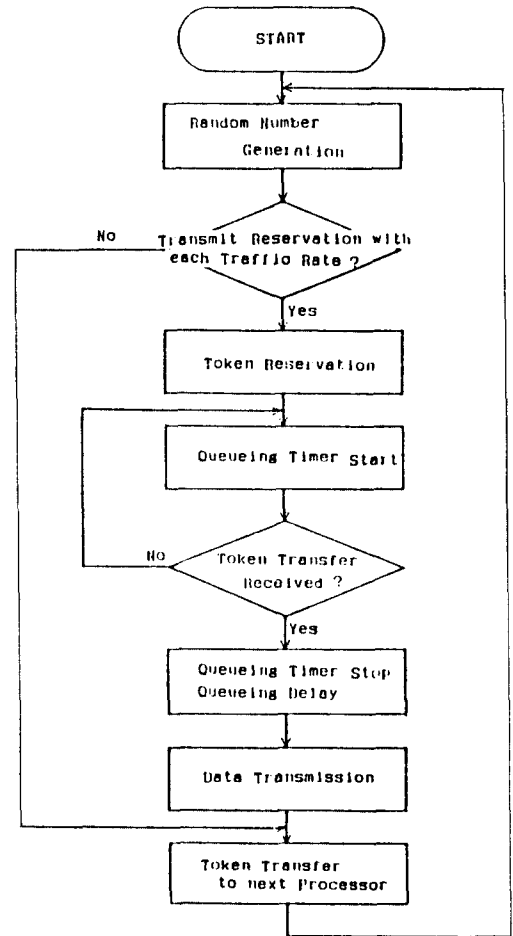 START
Random Number
Generation
No
Transmit Reservation with
each Traffic Rate ?
Yes
Token Reservation
Queueing Timer Start
No
Token Transfer
Received ?
Yes
Queueing Timer Stop
Queueing Delay
Data Transmission
Token Transfer
to next Processor